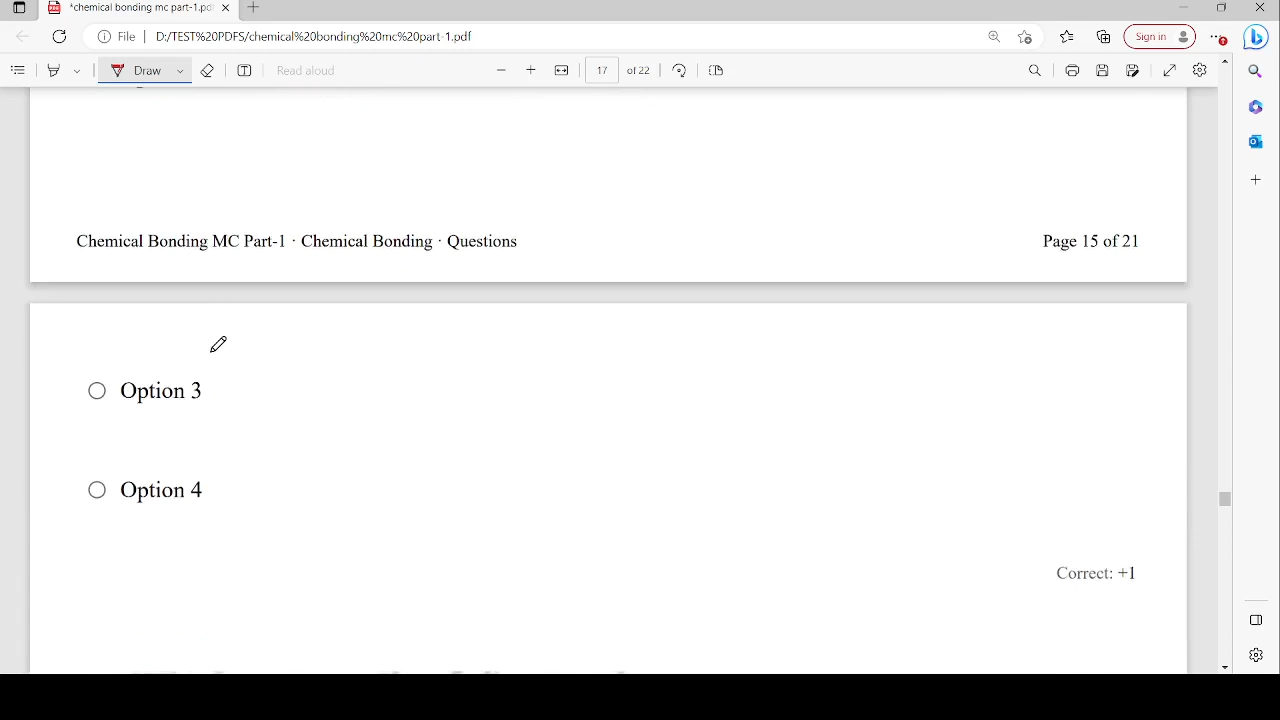 *chemical bonding mc part-1.pd
File | D:/TEST%20PDFS/chemical%20bonding%20mc%20part-1.pdf
Sign in
Draw
Read aloud
17 of 22
Chemical Bonding MC Part-1 · Chemical Bonding · Questions Page 15 of 21
Option 3
Option 4
Correct: +1